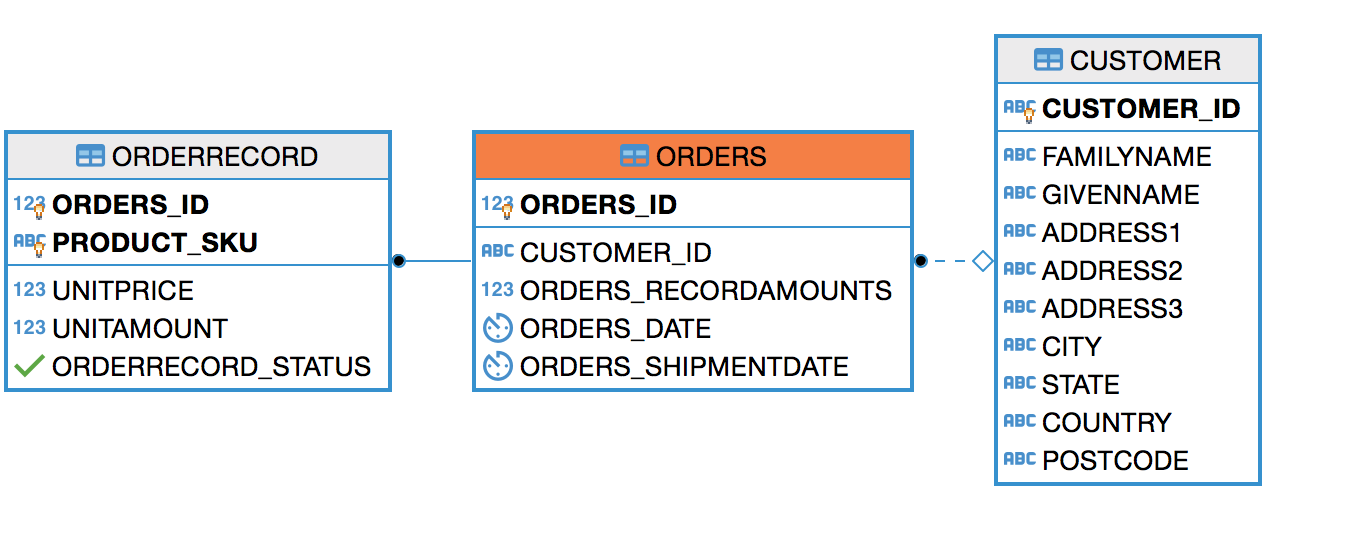 ORDERRECORD
123 ORDERS_ID
ABC PRODUCT_SKU
123 UNITPRICE
123 UNITAMOUNT
ORDERRECORD_STATUS
ORDERS
123 ORDERS_ID
ABC CUSTOMER_ID
123 ORDERS_RECORDAMOUNTS
ORDERS_DATE
ORDERS_SHIPMENTDATE
CUSTOMER
ABC CUSTOMER_ID
ABC FAMILYNAME
ABC GIVENNAME
ABC ADDRESS1
ABC ADDRESS2
ABC ADDRESS3
ABC CITY
ABC STATE
ABC COUNTRY
ABC POSTCODE